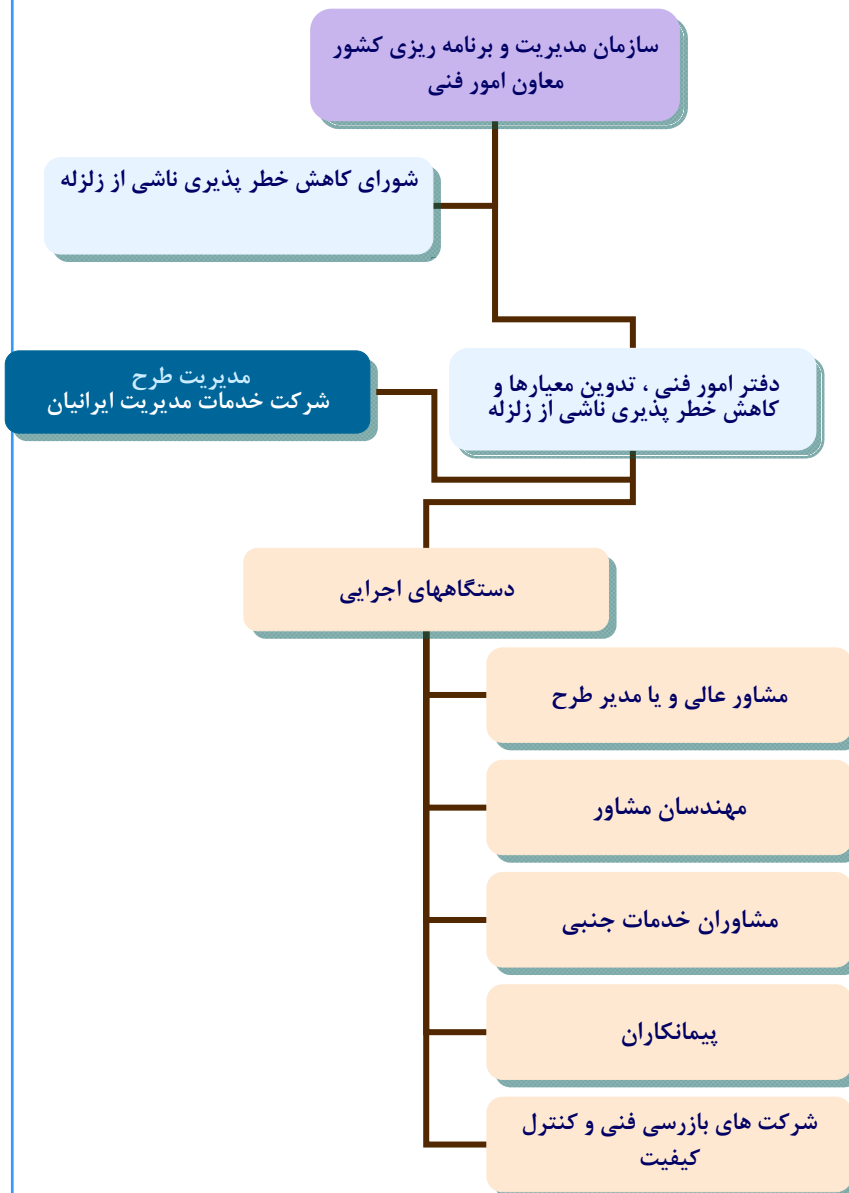 سازمان مدیریت و برنامه ریزی کشور
معاون امور فنی
شورای کاهش خطر پذیری ناشی از زلزله
دفتر امور فنی ، تدوین معیارها و
کاهش خطر پذیری ناشی از زلزله
مدیریت طرح
شرکت خدمات مدیریت ایرانیان
دستگاههای اجرایی
مشاور عالی و یا مدیر طرح
مهندسان مشاور
مشاوران خدمات جنبی
پیمانکاران
شرکت های بازرسی فنی و کنترل
کیفیت